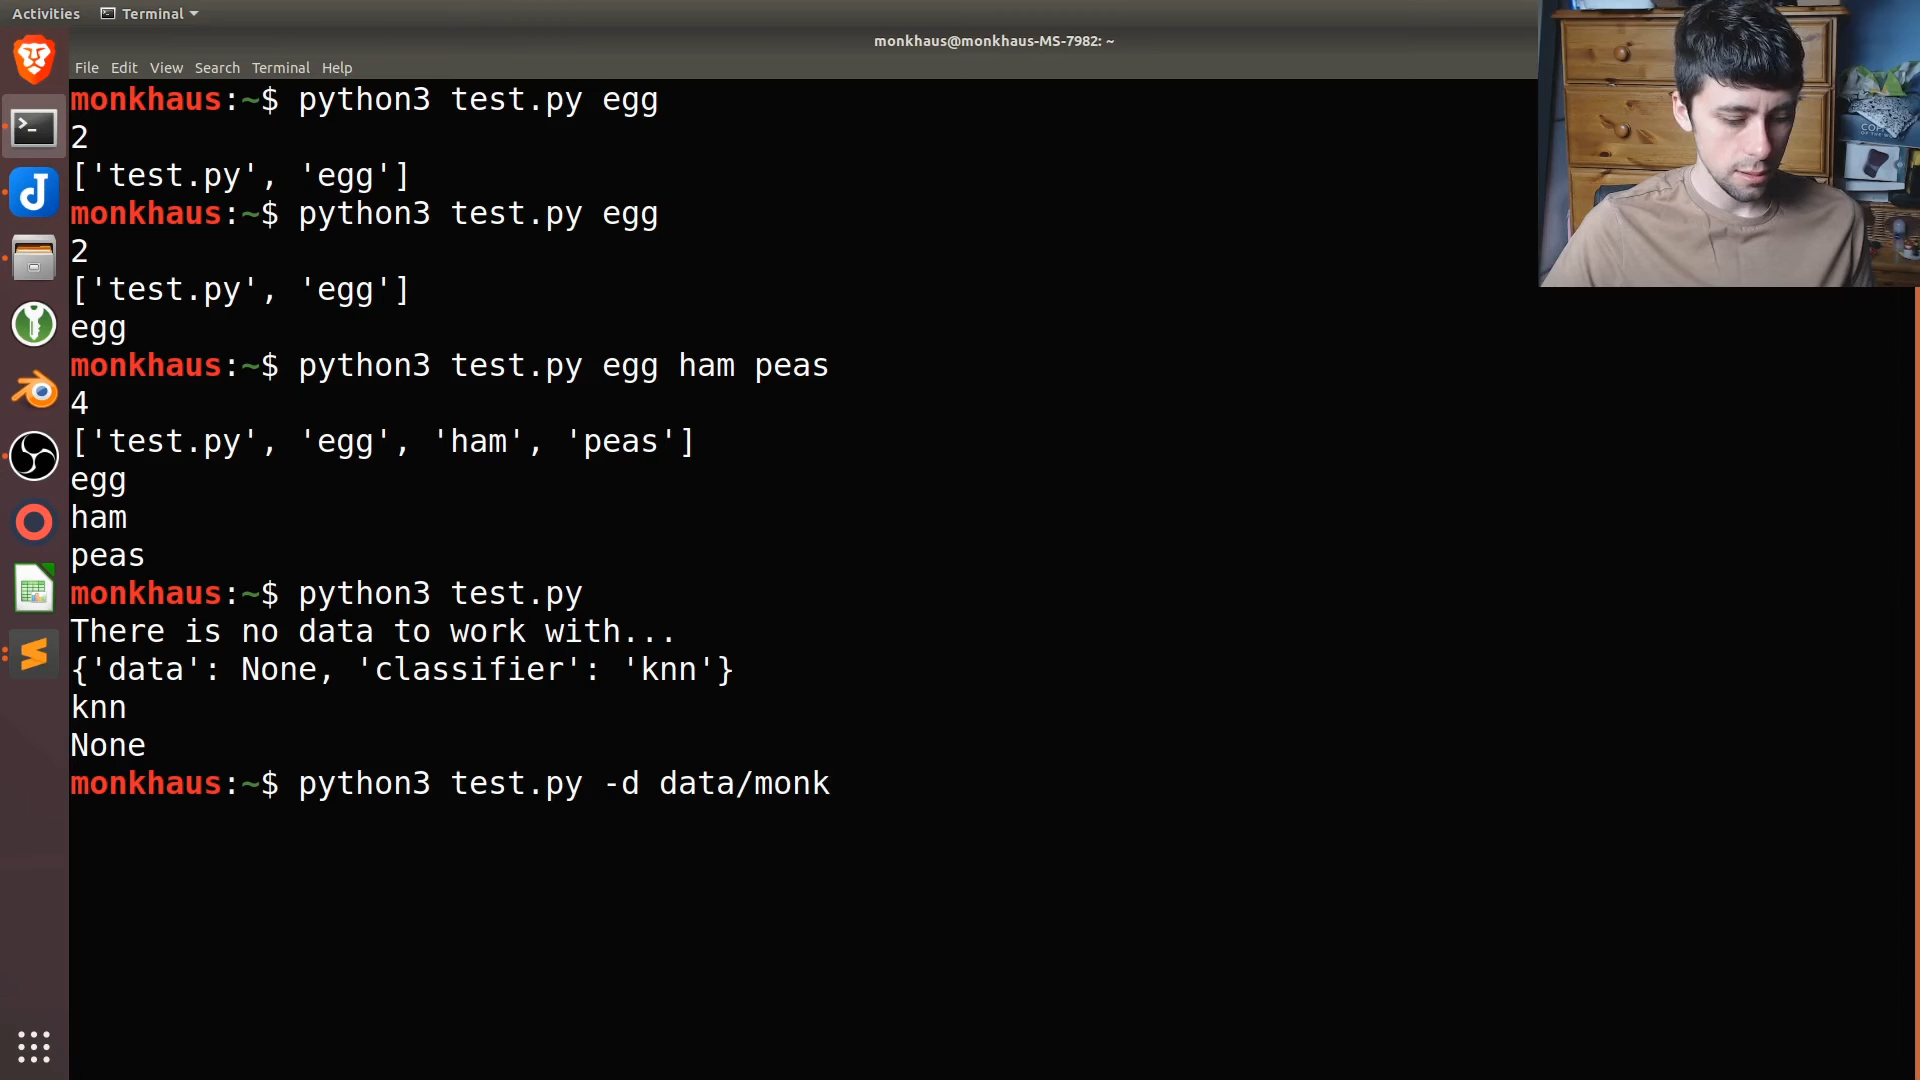 Activities
Terminal
monkhaus@monkhaus-MS-7982: ~
File Edit View Search Terminal Help
monkhaus:~$ python3 test.py egg
2
['test.py', 'egg']
monkhaus:~$ python3 test.py egg
2
['test.py', 'egg']
egg
monkhaus:~$ python3 test.py egg ham peas
4
['test.py', 'egg', 'ham', 'peas']
egg
ham
peas
monkhaus:~$ python3 test.py
There is no data to work with...
{'data': None, 'classifier': 'knn'}
knn
None
monkhaus:~$ python3 test.py -d data/monk